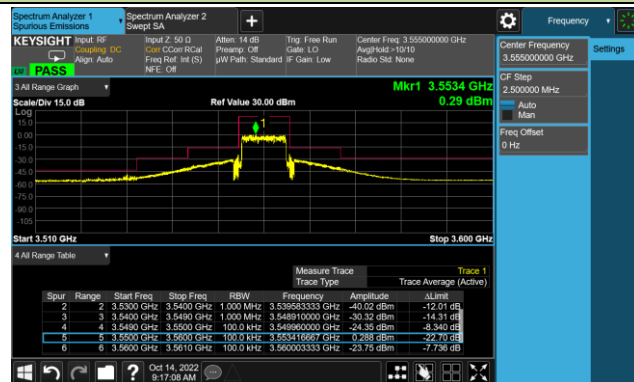 Spectrum Analyzer 1
Spurious Emissions
Spectrum Analyzer 2
Swept SA
Frequency
KEYSIGHT
Input: RF
Coupling: DC
Align: Auto
Input Z: 50 Ω
Corr CCorr RCal
Freq Ref: Int (S)
NFE: Off
Atten: 14 dB
Preamp: Off
µW Path: Standard
Trig: Free Run
Gate: LO
IF Gain: Low
Center Freq: 3.555000000 GHz
Avg|Hold:>10/10
Radio Std: None
PASS
Center Frequency
3.555000000 GHz
Settings
CF Step
2.500000 MHz
Auto
Man
Freq Offset
0 Hz
3 All Range Graph
Mkr1 3.5534 GHz
Scale/Div 15.0 dB
Ref Value 30.00 dBm
0.29 dBm
Log
15.0
0.00
-15.0
-30.0
-45.0
-60.0
-75.0
-90.0
-105
1
Start 3.510 GHz
Stop 3.600 GHz
4 All Range Table
Measure Trace Trace 1
Trace Type Trace Average (Active)
Spur Range Start Freq Stop Freq RBW Frequency Amplitude ΔLimit
2 2 3.5300 GHz 3.5400 GHz 1.000 MHz 3.539583333 GHz -40.02 dBm -12.01 dB
3 3 3.5400 GHz 3.5490 GHz 1.000 MHz 3.548910000 GHz -30.32 dBm -14.31 dB
4 4 3.5490 GHz 3.5500 GHz 100.0 kHz 3.549960000 GHz -24.35 dBm -8.340 dB
5 5 3.5500 GHz 3.5600 GHz 100.0 kHz 3.553416667 GHz 0.288 dBm -22.70 dB
6 6 3.5600 GHz 3.5610 GHz 100.0 kHz 3.560003333 GHz -23.75 dBm -7.736 dB
Oct 14, 2022
9:17:08 AM